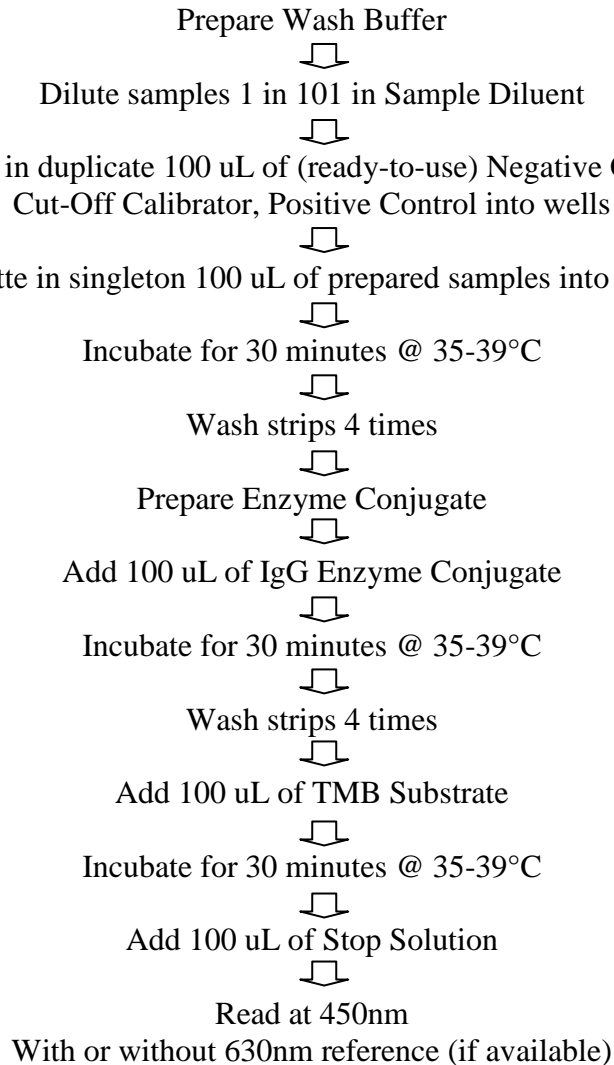 Prepare Wash Buffer
Dilute samples 1 in 101 in Sample Diluent
in duplicate 100 uL of (ready-to-use) Negative
Cut-Off Calibrator, Positive Control into wells
in singleton 100 uL of prepared samples into
Incubate for 30 minutes @ 35-39°C
Wash strips 4 times
Prepare Enzyme Conjugate
Add 100 uL of IgG Enzyme Conjugate
Incubate for 30 minutes @ 35-39°C
Wash strips 4 times
Add 100 uL of TMB Substrate
Incubate for 30 minutes @ 35-39°C
Add 100 uL of Stop Solution
Read at 450nm
With or without 630nm reference (if available)